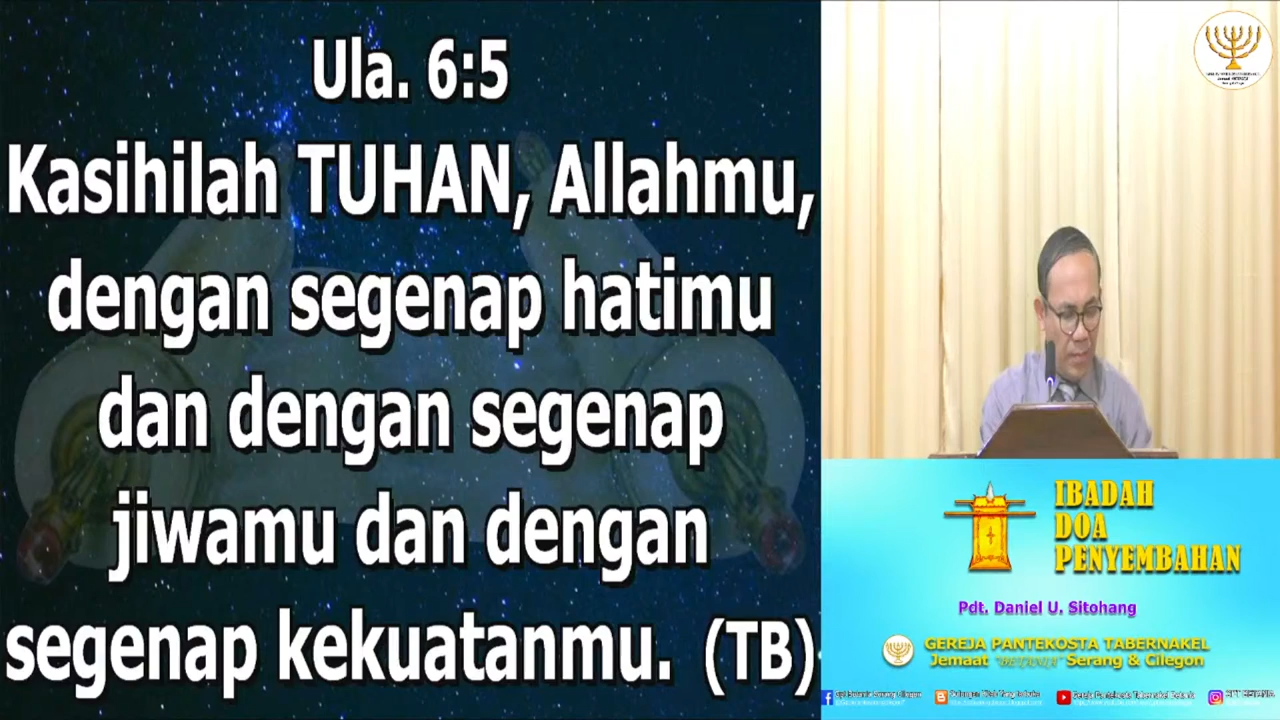 Ula. 6:5
Kasihilah TUHAN, Allahmu,
dengan segenap hatimu
dan dengan segenap
jiwamu dan dengan
segenap kekuatanmu. (TB)
IBADAH
DOA
PENYEMBAHAN
Pdt. Daniel U. Sitohang
GEREJA PANTEKOSTA TABERNAKEL
Jemaat "BETANIA" Serang & Cilegon